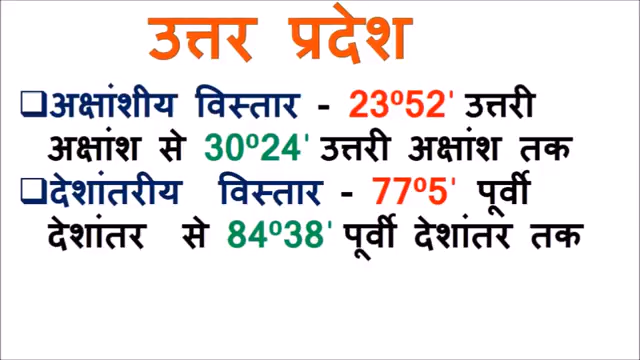 उत्तर प्रदेश
❑अक्षांशीय विस्तार - 23º52' उत्तरी
अक्षांश से 30º24' उत्तरी अक्षांश तक
❑देशांतरीय विस्तार - 77º5' पूर्वी
देशांतर से 84º38' पूर्वी देशांतर तक